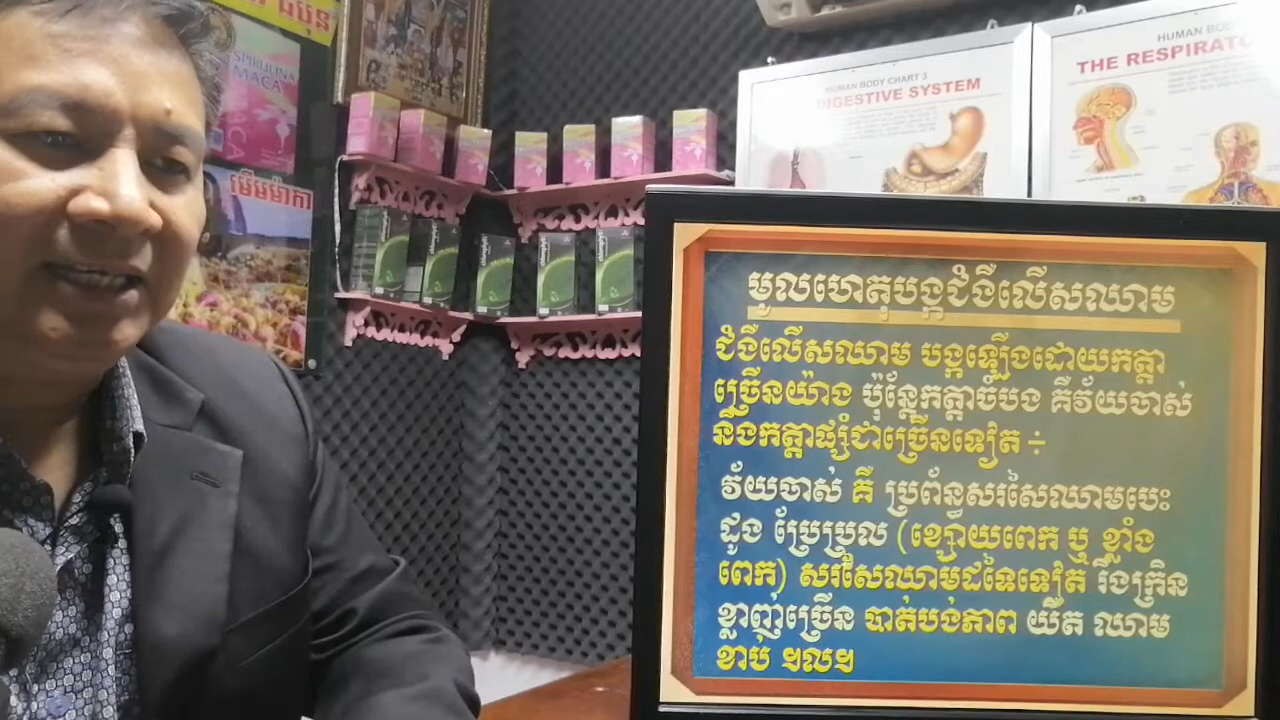 SPIRULINA
MACA
មើមម៉ាកា
HUMAN BODY CHART 3
DIGESTIVE SYSTEM
HUMAN
THE
មូលហេតុបង្កជំងឺលើសឈាម
ជំងឺលើសឈាម បង្កឡើងដោយកត្តា
ច្រើនយ៉ាង ប៉ុន្តែកត្តាចំបង គឺវ័យចាស់
នឹងកត្តាផ្សំជាច្រើនទៀត ÷
វ័យចាស់ គឺ ប្រព័ន្ធសរសៃឈាមបេះ
ដូង ប្រែប្រួល (ខ្សោយពេក ឬ ខ្លាំង
ពេក) សរសៃឈាមដទៃទៀត រឹងក្រិន
ខ្លាញ់ច្រើន បាត់បង់ភាព យឺត ឈាម
ខាប់ ។ល។